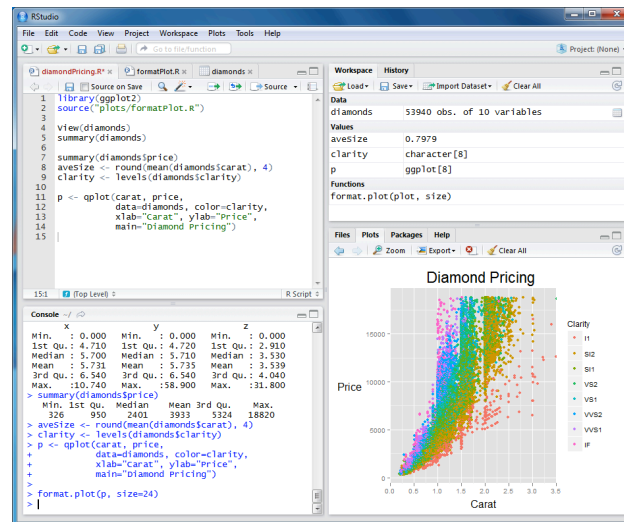 RStudio
File Edit Code View Project Workspace Plots Tools Help
Go to file/function
Project: (None)
diamondPricing.R*
formatPlot.R
diamonds
Source on Save
Source
1 library(ggplot2)
2 source("plots/formatPlot.R")
3
4 View(diamonds)
5 summary(diamonds)
6
7 summary(diamonds$price)
8 aveSize <- round(mean(diamonds$carat), 4)
9 clarity <- levels(diamonds$clarity)
10
11 p <- qplot(carat, price,
12 data=diamonds, color=clarity,
13 xlab="Carat", ylab="Price",
14 main="Diamond Pricing")
15
15:1 (Top Level) R Script
Console ~/
x y z
Min. : 0.000 Min. : 0.000 Min. : 0.000
1st Qu.: 4.710 1st Qu.: 4.720 1st Qu.: 2.910
Median : 5.700 Median : 5.710 Median : 3.530
Mean : 5.731 Mean : 5.735 Mean : 3.539
3rd Qu.: 6.540 3rd Qu.: 6.540 3rd Qu.: 4.040
Max. :10.740 Max. :58.900 Max. :31.800
> summary(diamonds$price)
Min. 1st Qu. Median Mean 3rd Qu. Max.
326 950 2401 3933 5324 18820
> aveSize <- round(mean(diamonds$carat), 4)
> clarity <- levels(diamonds$clarity)
> p <- qplot(carat, price,
+ data=diamonds, color=clarity,
+ xlab="Carat", ylab="Price",
+ main="Diamond Pricing")
>
> format.plot(p, size=24)
>
Workspace History
Load Save Import Dataset Clear All
Data
diamonds 53940 obs. of 10 variables
Values
aveSize 0.7979
clarity character[8]
p ggplot[8]
Functions
format.plot(plot, size)
Files Plots Packages Help
Zoom Export Clear All
Diamond Pricing
Price
15000
10000
5000
0
0.0 0.5 1.0 1.5 2.0 2.5 3.0 3.5
Carat
Clarity
I1
SI2
SI1
VS2
VS1
VVS2
VVS1
IF